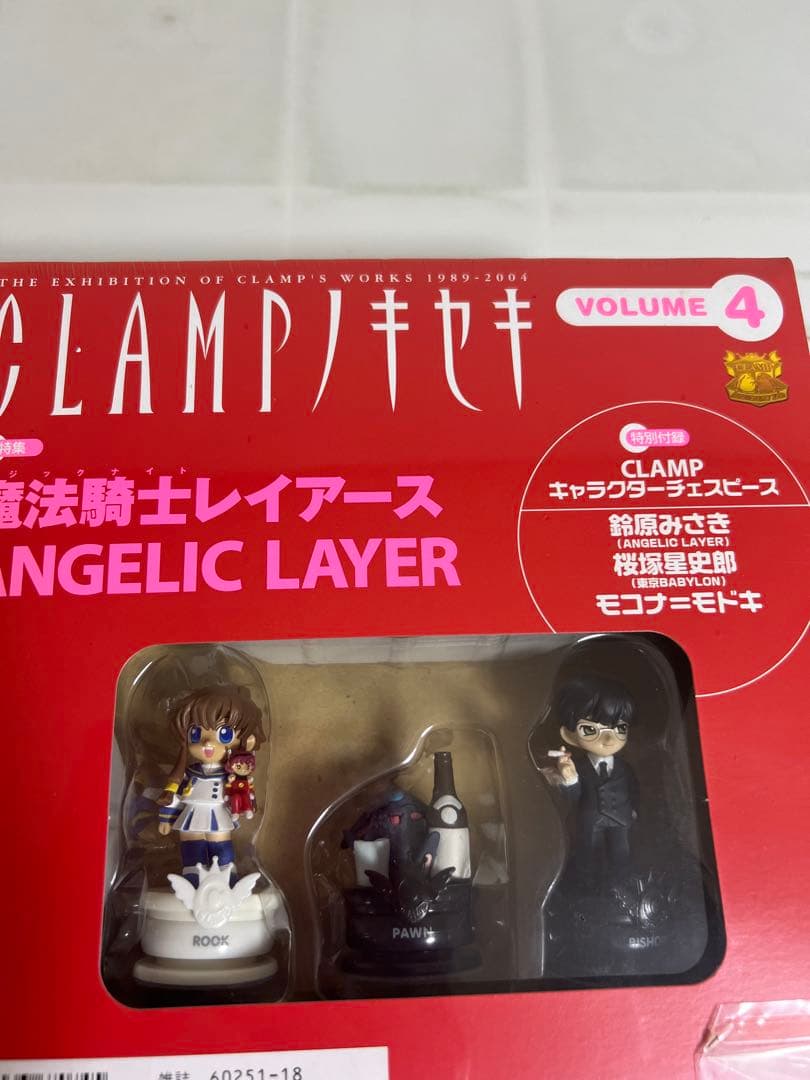 THE EXHIBITION OF CLAMP'S WORKS 1989-2004
CLAMPノキセキ
VOLUME 4
CLAMP
特集
ジックナイト
魔法騎士レイアース
ANGELIC LAYER
特別付録
CLAMP
キャラクターチェスピース
鈴原みさき
(ANGELIC LAYER)
桜塚星史郎
(東京BABYLON)
モコナ=モドキ
ROOK
PAWN
BISHO
雑誌 60251-18